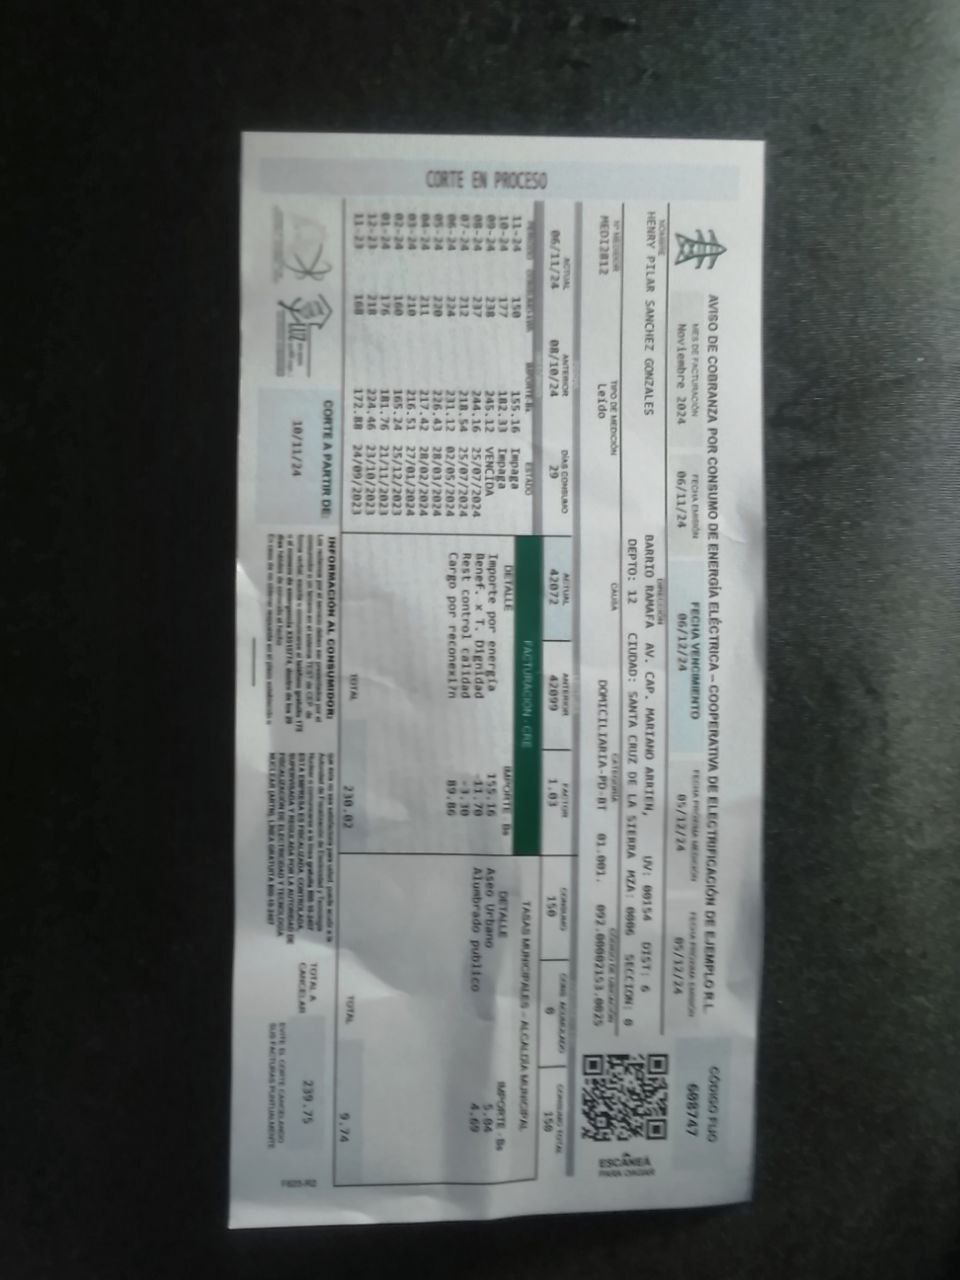 AVISO DE COBRANZA POR CONSUMO DE ENERGÍA ELÉCTRICA – COOPERATIVA DE ELECTRIFICACIÓN DE EJEMPLO R.L.
CÓDIGO FIJO
608747
MES DE FACTURACIÓN FECHA EMISIÓN FECHA VENCIMIENTO FECHA PRÓXIMA MEDICIÓN FECHA PRÓXIMA EMISIÓN
Noviembre 2024 06/11/24 06/12/24 05/12/24 05/12/24
NOMBRE DIRECCIÓN
HENRY PILAR SANCHEZ GONZALES BARRIO RAMAFA AV. CAP. MARIANO ARRIEN, UV: 00154 DIST: 6
DEPTO: 12 CIUDAD: SANTA CRUZ DE LA SIERRA MZA: 0006 SECCION: 0
Nº MEDIDOR TIPO DE MEDICIÓN CAUSA CATEGORÍA CÓDIGO DE UBICACIÓN
MEDI2812 Leído DOMICILIARIA-PD-BT 01.001. 092.00002153.0025
ESCANEA
PARA PAGAR
ACTUAL ANTERIOR DÍAS CONSUMO ACTUAL ANTERIOR FACTOR CONSUMO CONS. ACUMULADO CONSUMO TOTAL
06/11/24 08/10/24 29 42072 42099 1.03 150 0 150
PERIODO IMPORTE Bs ESTADO
11-24 150 155.16 Impaga
10-24 177 182.33 Impaga
09-24 238 245.12 VENCIDA
08-24 237 244.16 25/07/2024
07-24 212 218.54 25/07/2024
06-24 224 231.12 02/05/2024
05-24 220 226.43 28/03/2024
04-24 211 217.42 28/02/2024
03-24 210 216.51 27/01/2024
02-24 160 165.24 25/12/2023
01-24 176 181.76 21/11/2023
12-23 218 224.46 23/10/2023
11-23 168 172.88 24/09/2023
FACTURACIÓN - CRE
DETALLE IMPORTE - Bs
Importe por energía 155.16
Benef. x T. Dignidad -11.70
Rest control calidad -3.30
Cargo por reconexi?n 89.86
TOTAL 230.02
TASAS MUNICIPALES – ALCALDÍA MUNICIPAL
DETALLE IMPORTE - Bs
Aseo Urbano 5.04
Alumbrado publico 4.69
TOTAL 9.74
CORTE A PARTIR DE:
10/11/24
INFORMACIÓN AL CONSUMIDOR:
ESTA EMPRESA ES FISCALIZADA, CONTROLADA,
SUPERVISADA Y REGULADA POR LA AUTORIDAD DE
FISCALIZACIÓN DE ELECTRICIDAD Y TECNOLOGÍA
NUCLEAR (AETN), LÍNEA GRATUITA 800-10-2407
TOTAL A
CANCELAR
239.75
EVITE EL CORTE CANCELANDO
SUS FACTURAS PUNTUALMENTE
CORTE EN PROCESO